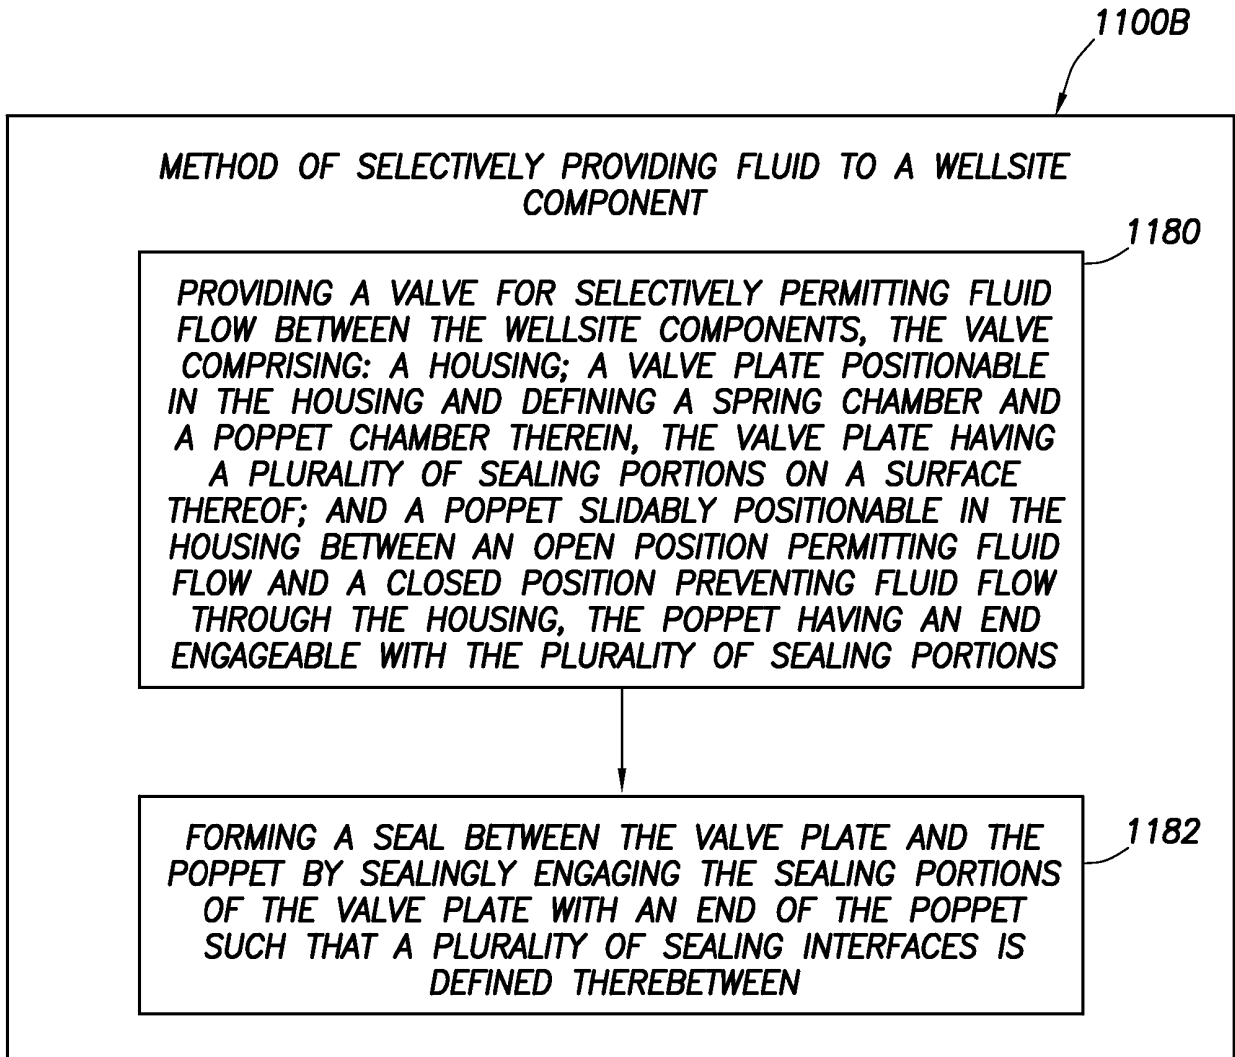 1100B
METHOD OF SELECTIVELY PROVIDING FLUID TO A WELLSITE
COMPONENT
1180
PROVIDING A VALVE FOR SELECTIVELY PERMITTING FLUID
FLOW BETWEEN THE WELLSITE COMPONENTS, THE VALVE
COMPRISING: A HOUSING; A VALVE PLATE POSITIONABLE
IN THE HOUSING AND DEFINING A SPRING CHAMBER AND
A POPPET CHAMBER THEREIN, THE VALVE PLATE HAVING
A PLURALITY OF SEALING PORTIONS ON A SURFACE
THEREOF; AND A POPPET SLIDABLY POSITIONABLE IN THE
HOUSING BETWEEN AN OPEN POSITION PERMITTING FLUID
FLOW AND A CLOSED POSITION PREVENTING FLUID FLOW
THROUGH THE HOUSING, THE POPPET HAVING AN END
ENGAGEABLE WITH THE PLURALITY OF SEALING PORTIONS
1182
FORMING A SEAL BETWEEN THE VALVE PLATE AND THE
POPPET BY SEALINGLY ENGAGING THE SEALING PORTIONS
OF THE VALVE PLATE WITH AN END OF THE POPPET
SUCH THAT A PLURALITY OF SEALING INTERFACES IS
DEFINED THEREBETWEEN